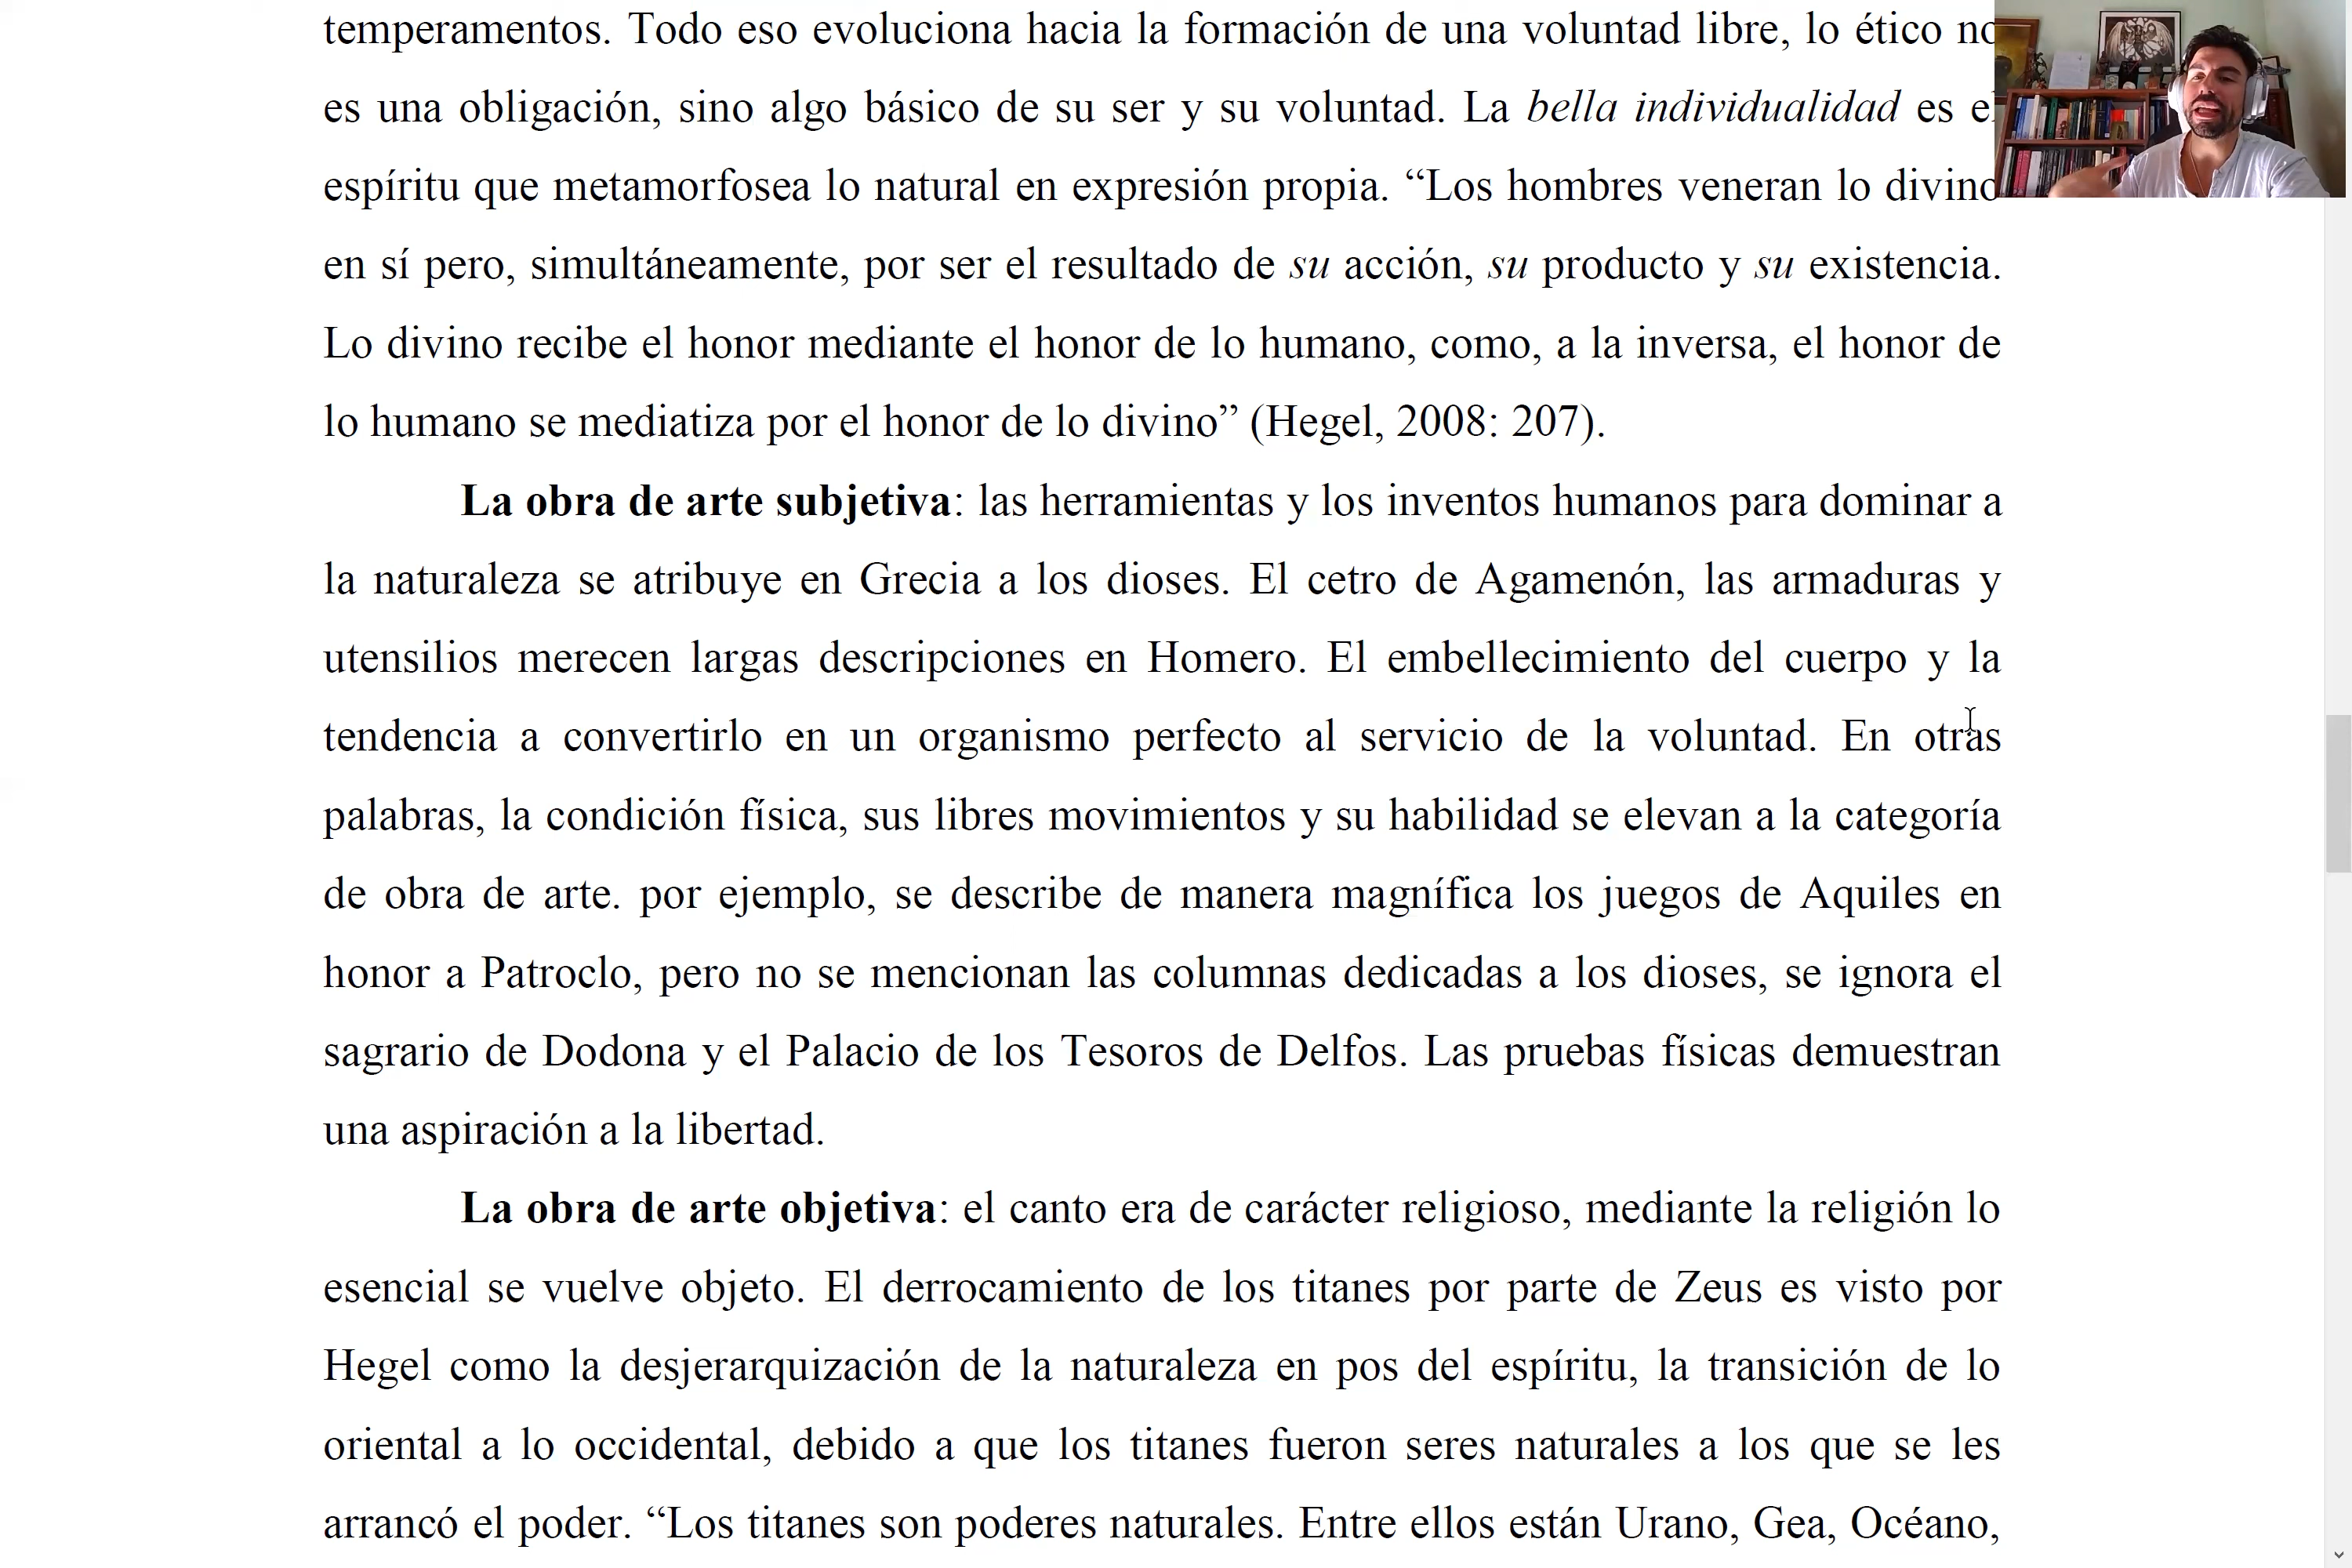 temperamentos. Todo eso evoluciona hacia la formación de una voluntad libre, lo ético no
es una obligación, sino algo básico de su ser y su voluntad. La bella individualidad es el
espíritu que metamorfosea lo natural en expresión propia. “Los hombres veneran lo divino
en sí pero, simultáneamente, por ser el resultado de su acción, su producto y su existencia.
Lo divino recibe el honor mediante el honor de lo humano, como, a la inversa, el honor de
lo humano se mediatiza por el honor de lo divino” (Hegel, 2008: 207).
La obra de arte subjetiva: las herramientas y los inventos humanos para dominar a
la naturaleza se atribuye en Grecia a los dioses. El cetro de Agamenón, las armaduras y
utensilios merecen largas descripciones en Homero. El embellecimiento del cuerpo y la
tendencia a convertirlo en un organismo perfecto al servicio de la voluntad. En otras
palabras, la condición física, sus libres movimientos y su habilidad se elevan a la categoría
de obra de arte. por ejemplo, se describe de manera magnífica los juegos de Aquiles en
honor a Patroclo, pero no se mencionan las columnas dedicadas a los dioses, se ignora el
sagrario de Dodona y el Palacio de los Tesoros de Delfos. Las pruebas físicas demuestran
una aspiración a la libertad.
La obra de arte objetiva: el canto era de carácter religioso, mediante la religión lo
esencial se vuelve objeto. El derrocamiento de los titanes por parte de Zeus es visto por
Hegel como la desjerarquización de la naturaleza en pos del espíritu, la transición de lo
oriental a lo occidental, debido a que los titanes fueron seres naturales a los que se les
arrancó el poder. “Los titanes son poderes naturales. Entre ellos están Urano, Gea, Océano,